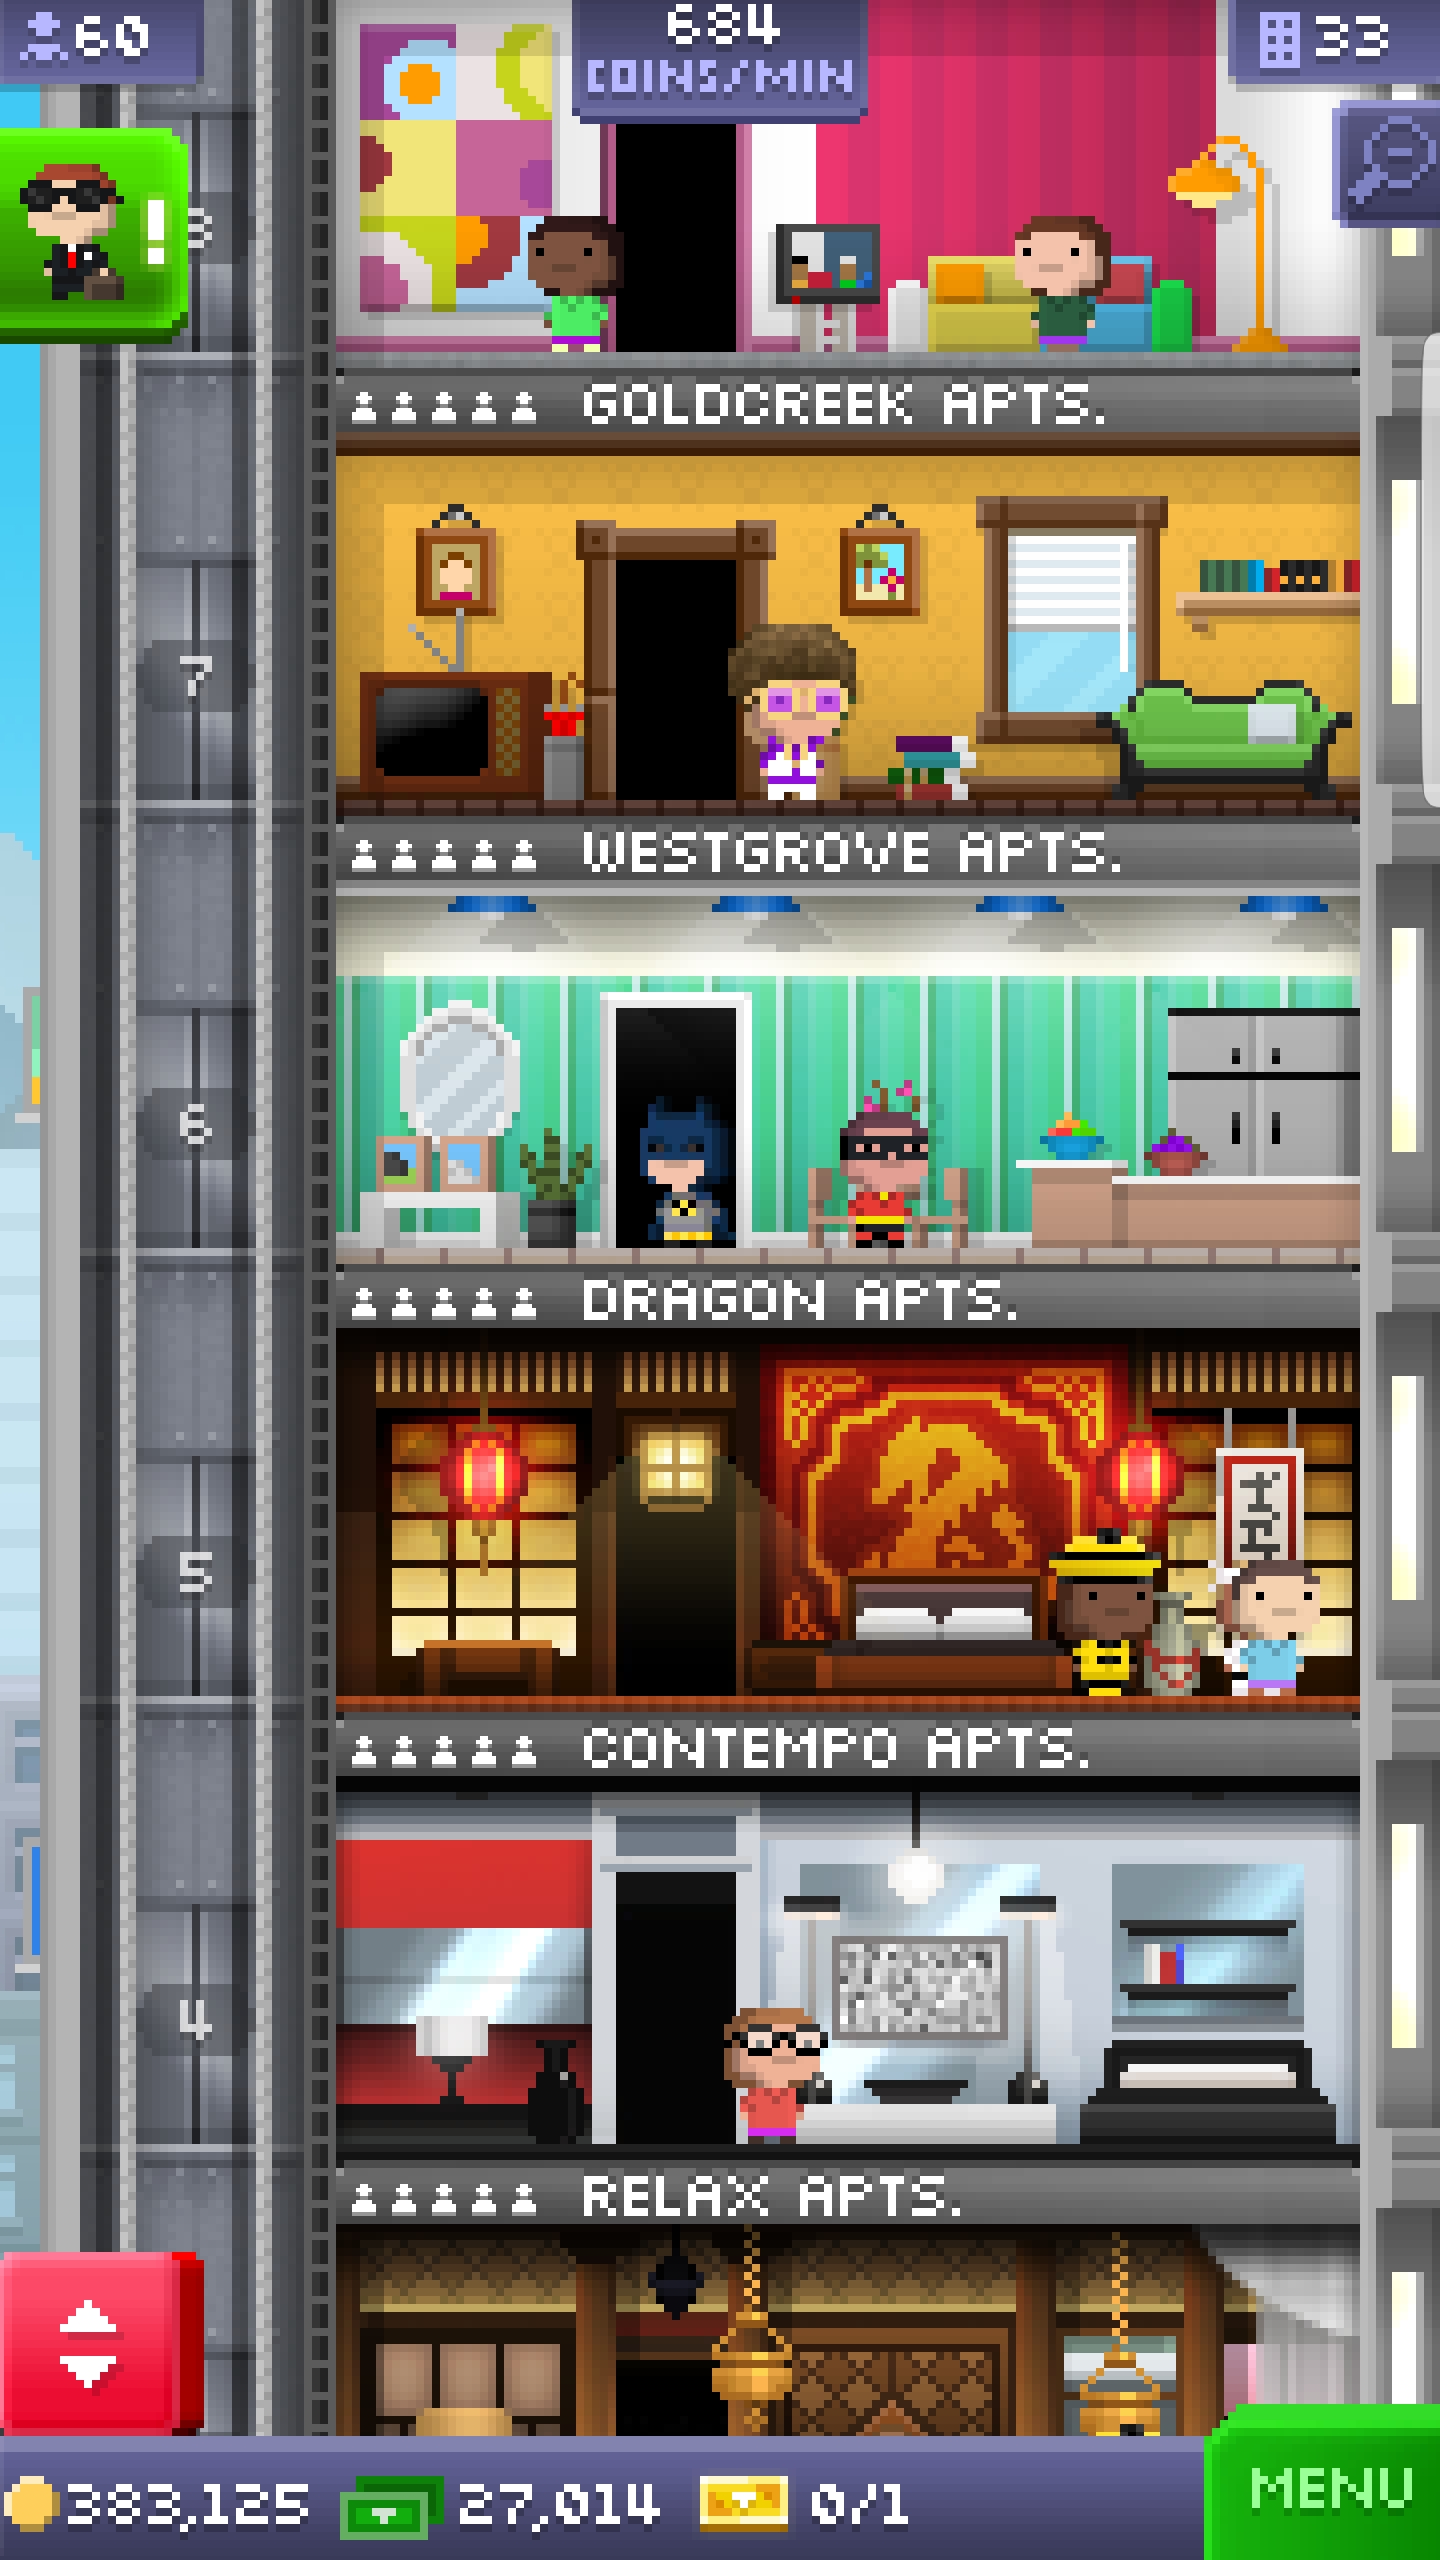 60
684
COINS/MIN
33
!
8
GOLDCREEK APTS.
7
WESTGROVE APTS.
6
DRAGON APTS.
5
CONTEMPO APTS.
4
RELAX APTS.
383,125
27,014
0/1
MENU